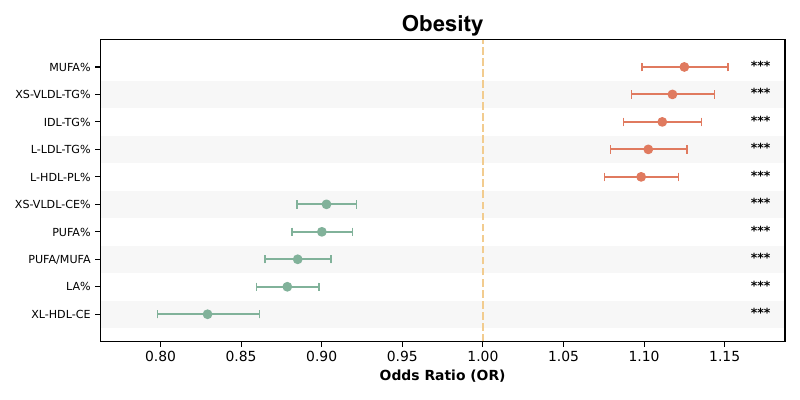 Obesity
MUFA% ***
XS-VLDL-TG% ***
IDL-TG% ***
L-LDL-TG% ***
L-HDL-PL% ***
XS-VLDL-CE% ***
PUFA% ***
PUFA/MUFA ***
LA% ***
XL-HDL-CE ***
0.80 0.85 0.90 0.95 1.00 1.05 1.10 1.15
Odds Ratio (OR)